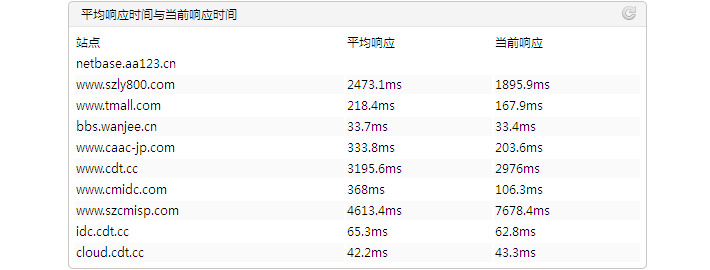 平均响应时间与当前响应时间
站点 平均响应 当前响应
netbase.aa123.cn
www.szly800.com 2473.1ms 1895.9ms
www.tmall.com 218.4ms 167.9ms
bbs.wanjee.cn 33.7ms 33.4ms
www.caac-jp.com 333.8ms 203.6ms
www.cdt.cc 3195.6ms 2976ms
www.cmidc.com 368ms 106.3ms
www.szcmisp.com 4613.4ms 7678.4ms
idc.cdt.cc 65.3ms 62.8ms
cloud.cdt.cc 42.2ms 43.3ms